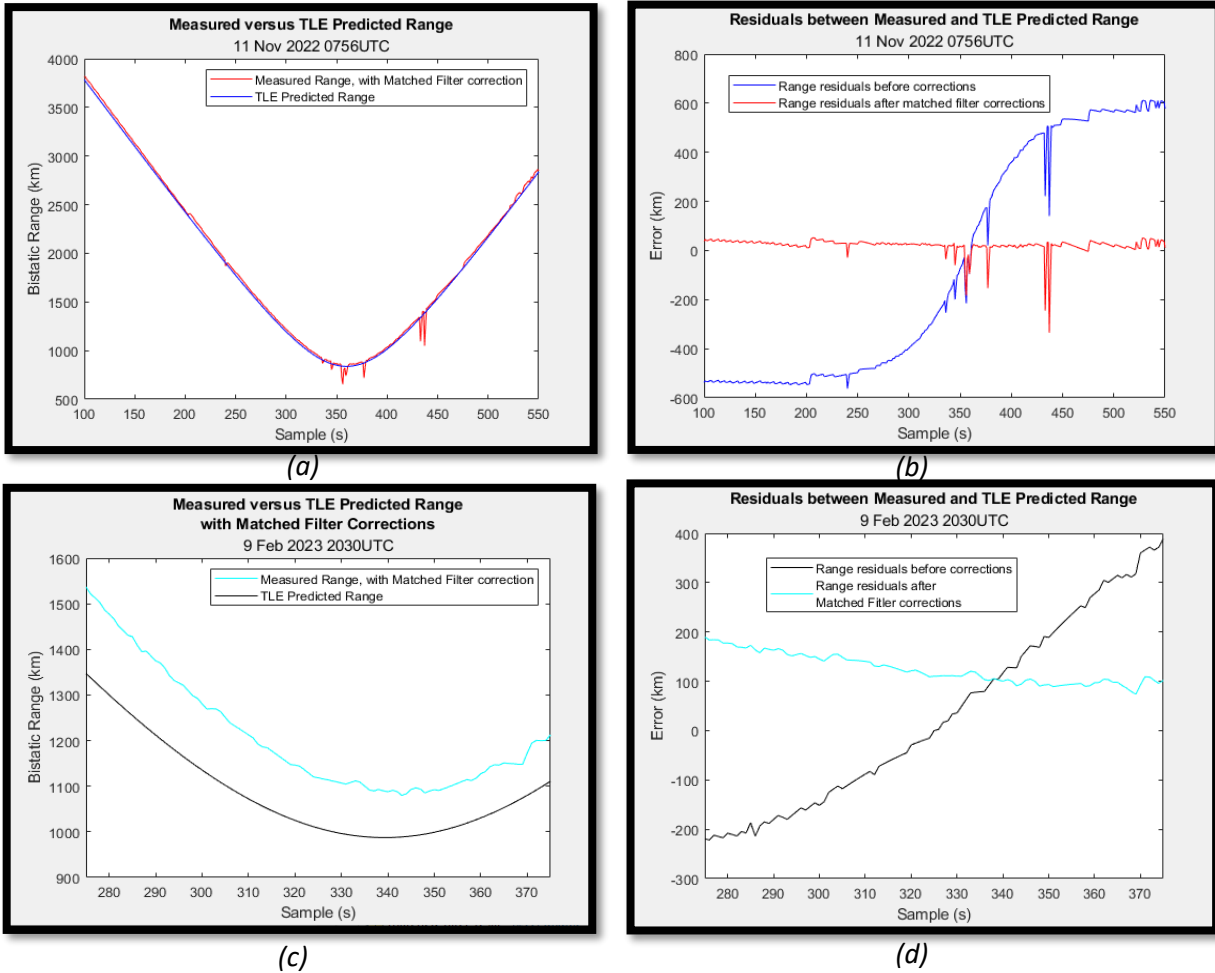 Measured versus TLE Predicted Range
11 Nov 2022 0756UTC
4000
3500
3000
2500
2000
1500
1000
500
Bistatic Range (km)
Measured Range, with Matched Filter correction
TLE Predicted Range
100 150 200 250 300 350 400 450 500 550
Sample (s)
(a)
Residuals between Measured and TLE Predicted Range
11 Nov 2022 0756UTC
800
600
400
200
0
-200
-400
-600
Error (km)
Range residuals before corrections
Range residuals after matched filter corrections
100 150 200 250 300 350 400 450 500 550
Sample (s)
(b)
Measured versus TLE Predicted Range
with Matched Filter Corrections
9 Feb 2023 2030UTC
1600
1500
1400
1300
1200
1100
1000
900
Bistatic Range (km)
Measured Range, with Matched Filter correction
TLE Predicted Range
280 290 300 310 320 330 340 350 360 370
Sample (s)
(c)
Residuals between Measured and TLE Predicted Range
9 Feb 2023 2030UTC
400
300
200
100
0
-100
-200
-300
Error (km)
Range residuals before corrections
Range residuals after
Matched Fitler corrections
280 290 300 310 320 330 340 350 360 370
Sample (s)
(d)